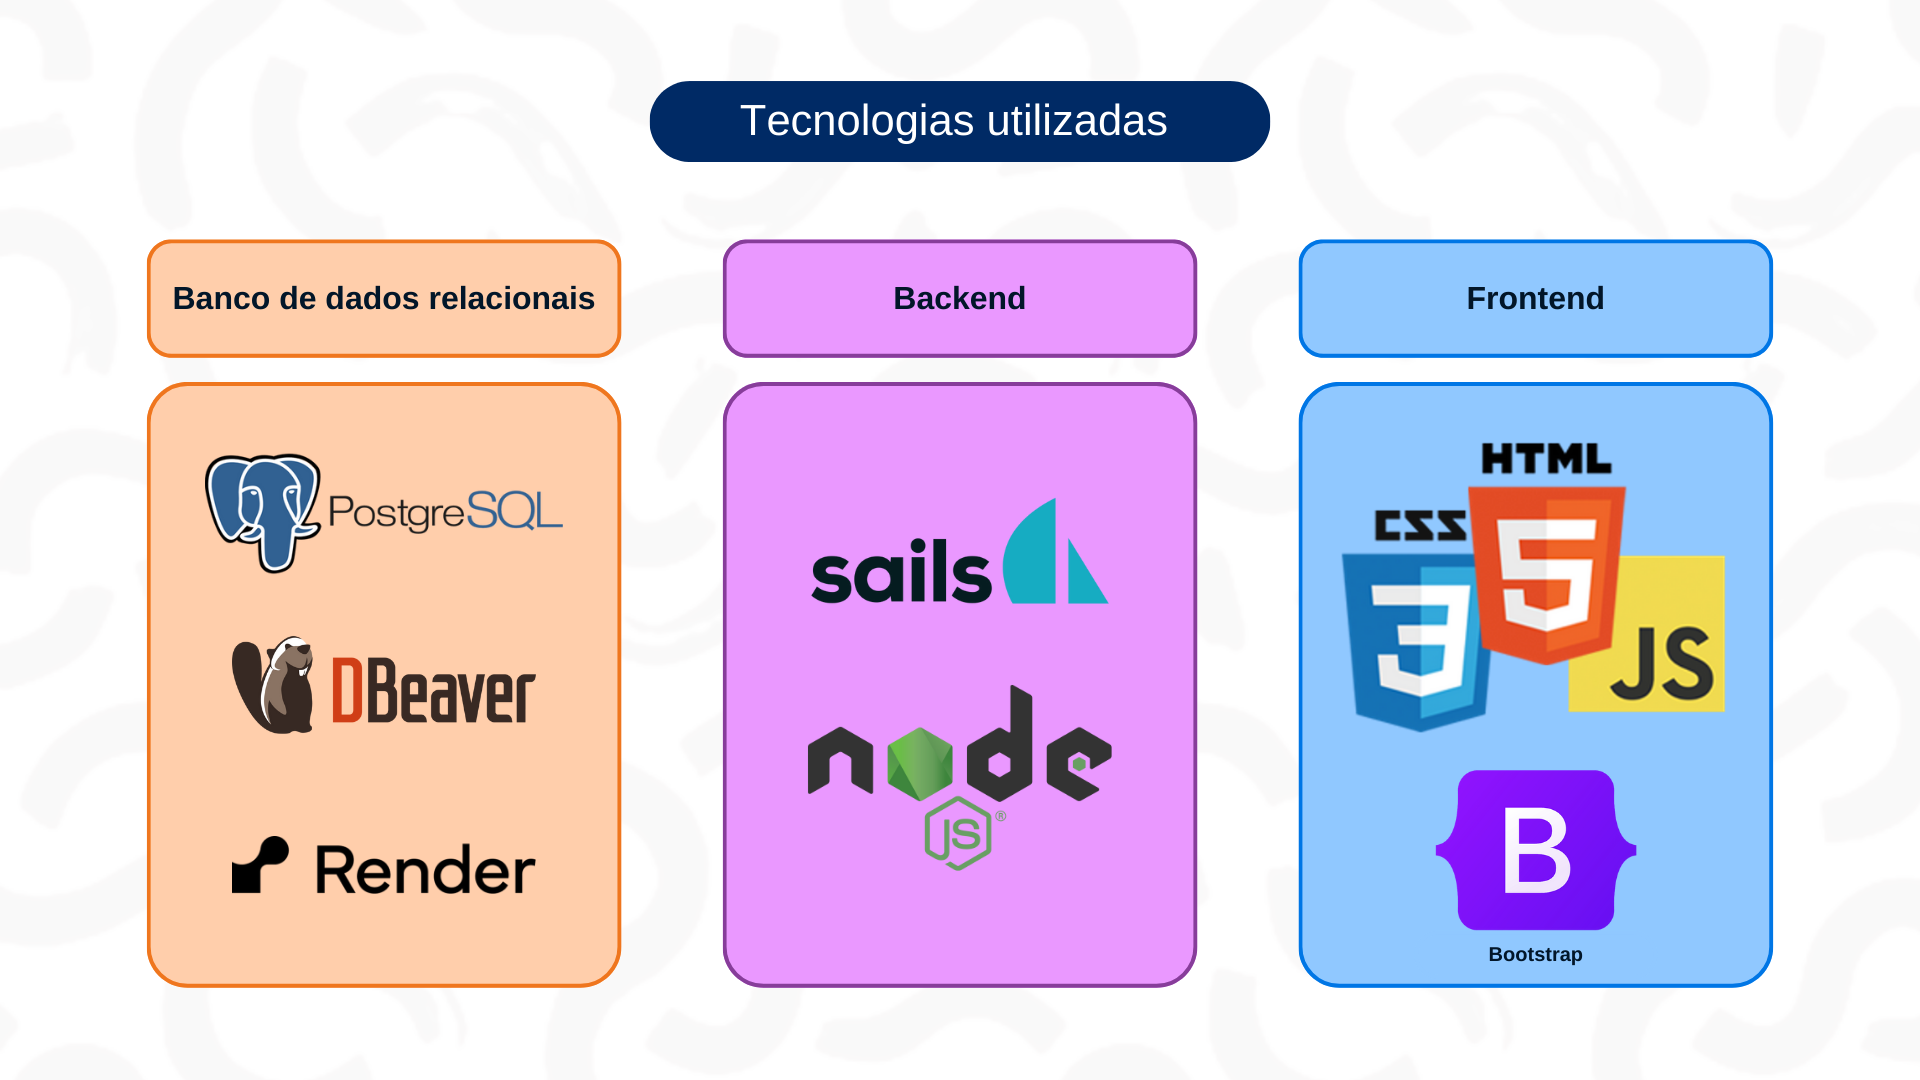 Tecnologias utilizadas
Banco de dados relacionais
PostgreSQL
DBeaver
Render
Backend
sails
node
JS ®
Frontend
HTML
5
CSS
3
JS
B
Bootstrap